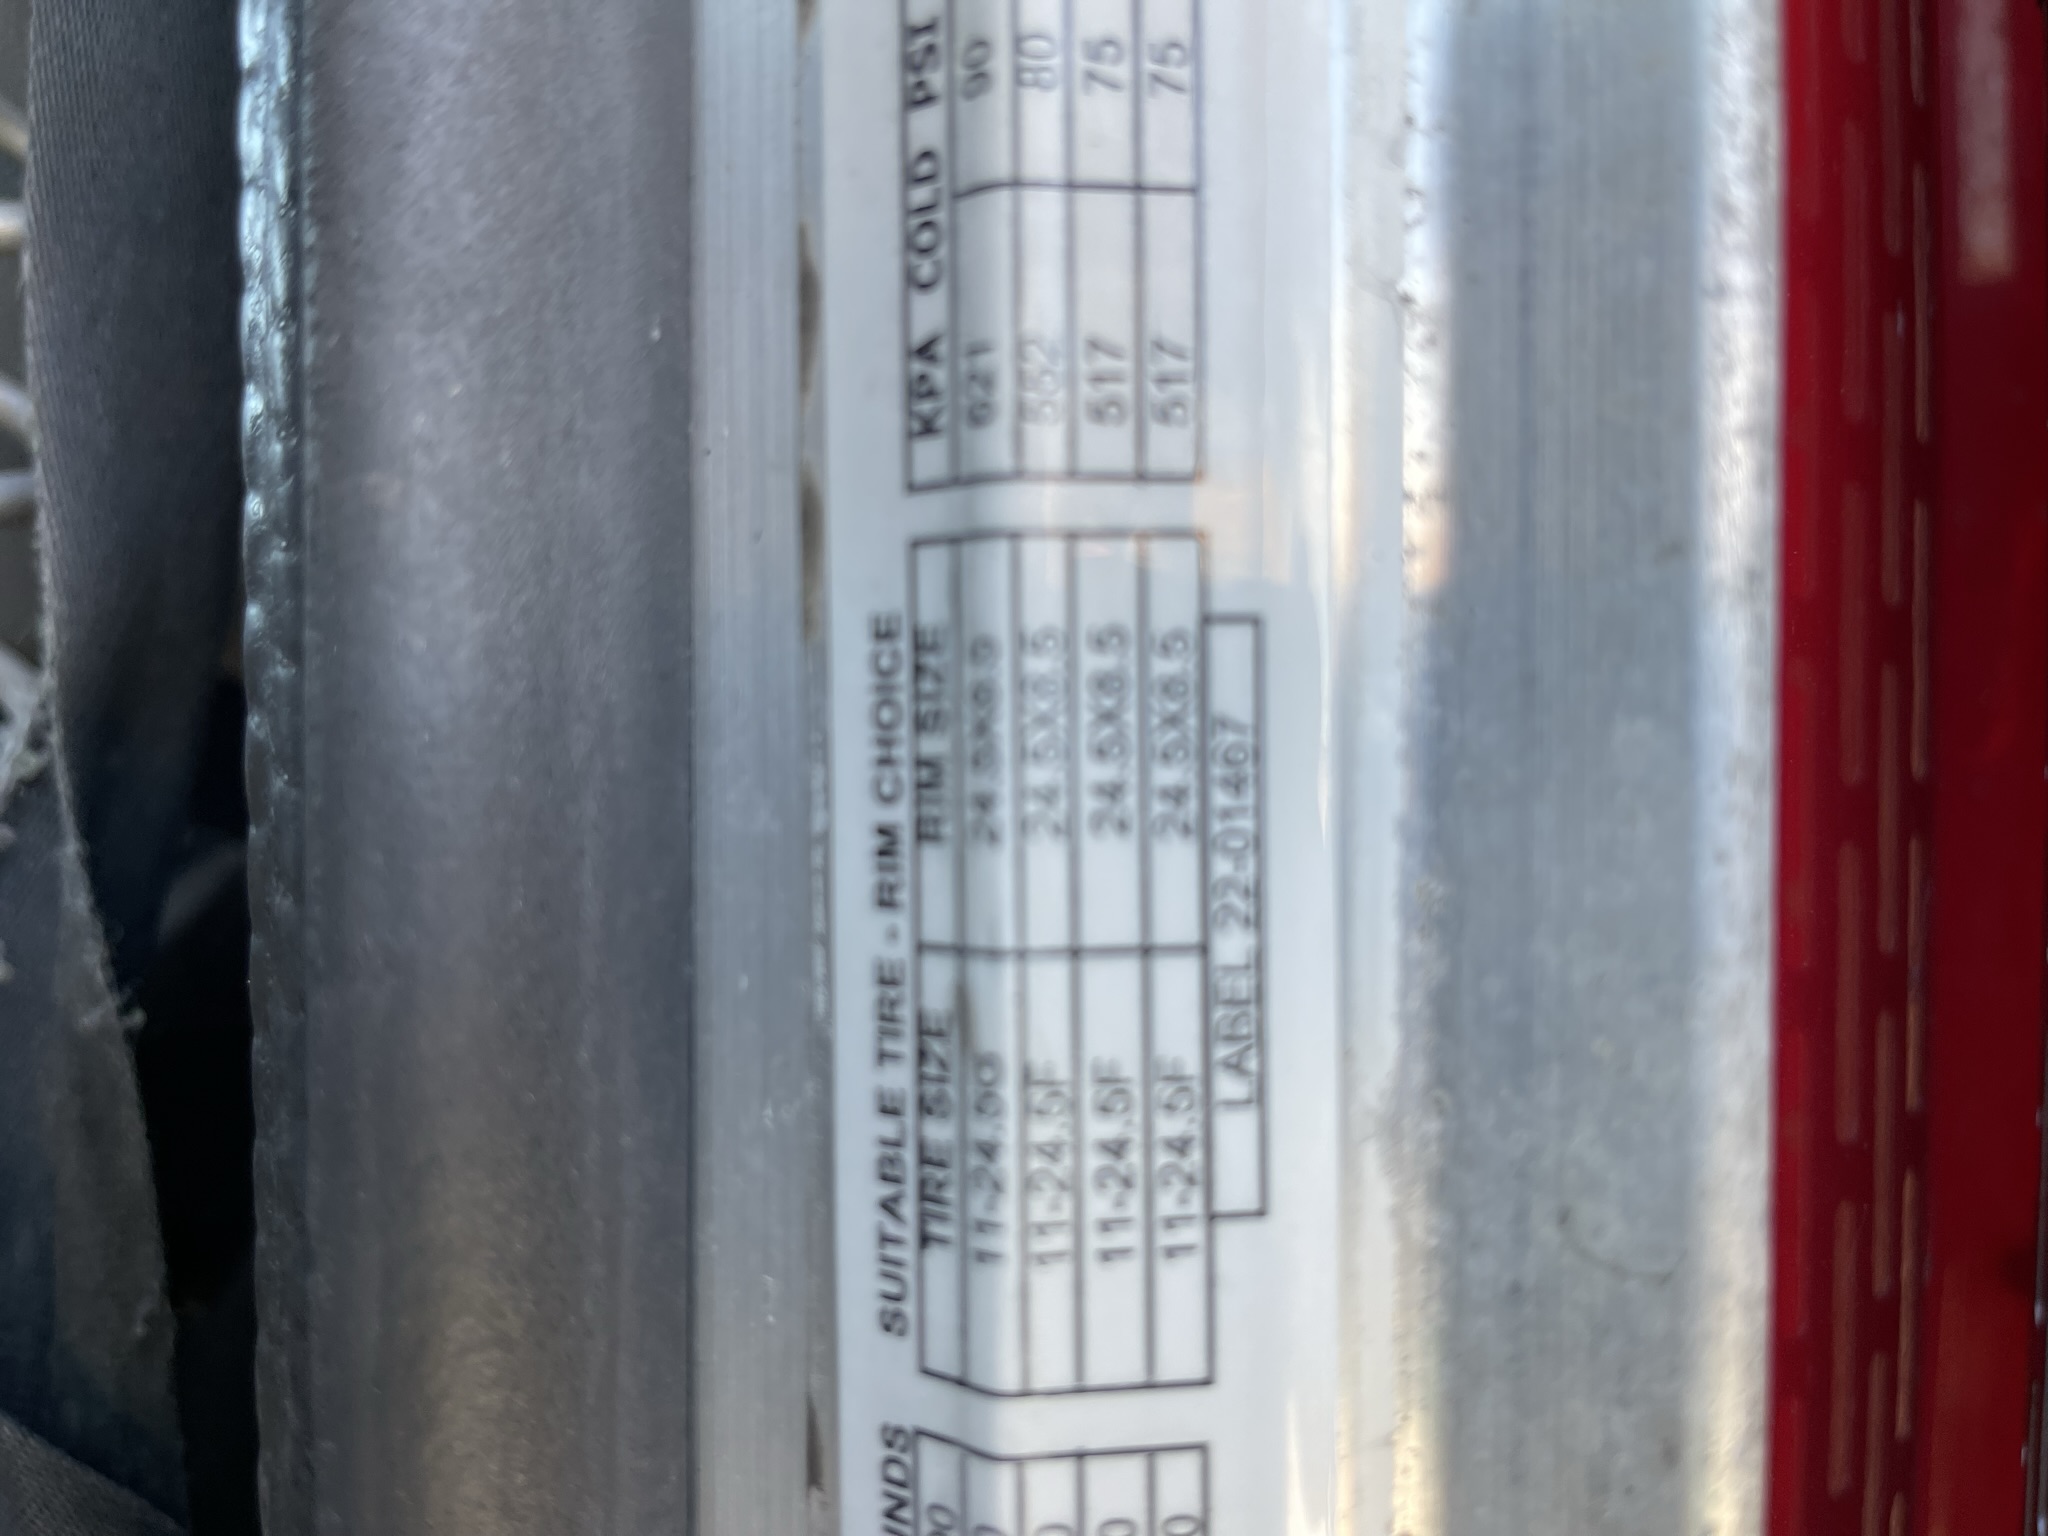 SUITABLE TIRE - RIM CHOICE
TIRE SIZE RIM SIZE KPA COLD PSI
11-24.5G 24.5X8.5 621 90
11-24.5F 24.5X8.5 552 80
11-24.5F 24.5X8.5 517 75
11-24.5F 24.5X8.5 517 75
LABEL 22-01467